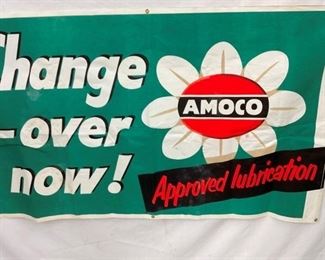 Change
-over
now!
AMOCO
Approved lubrication